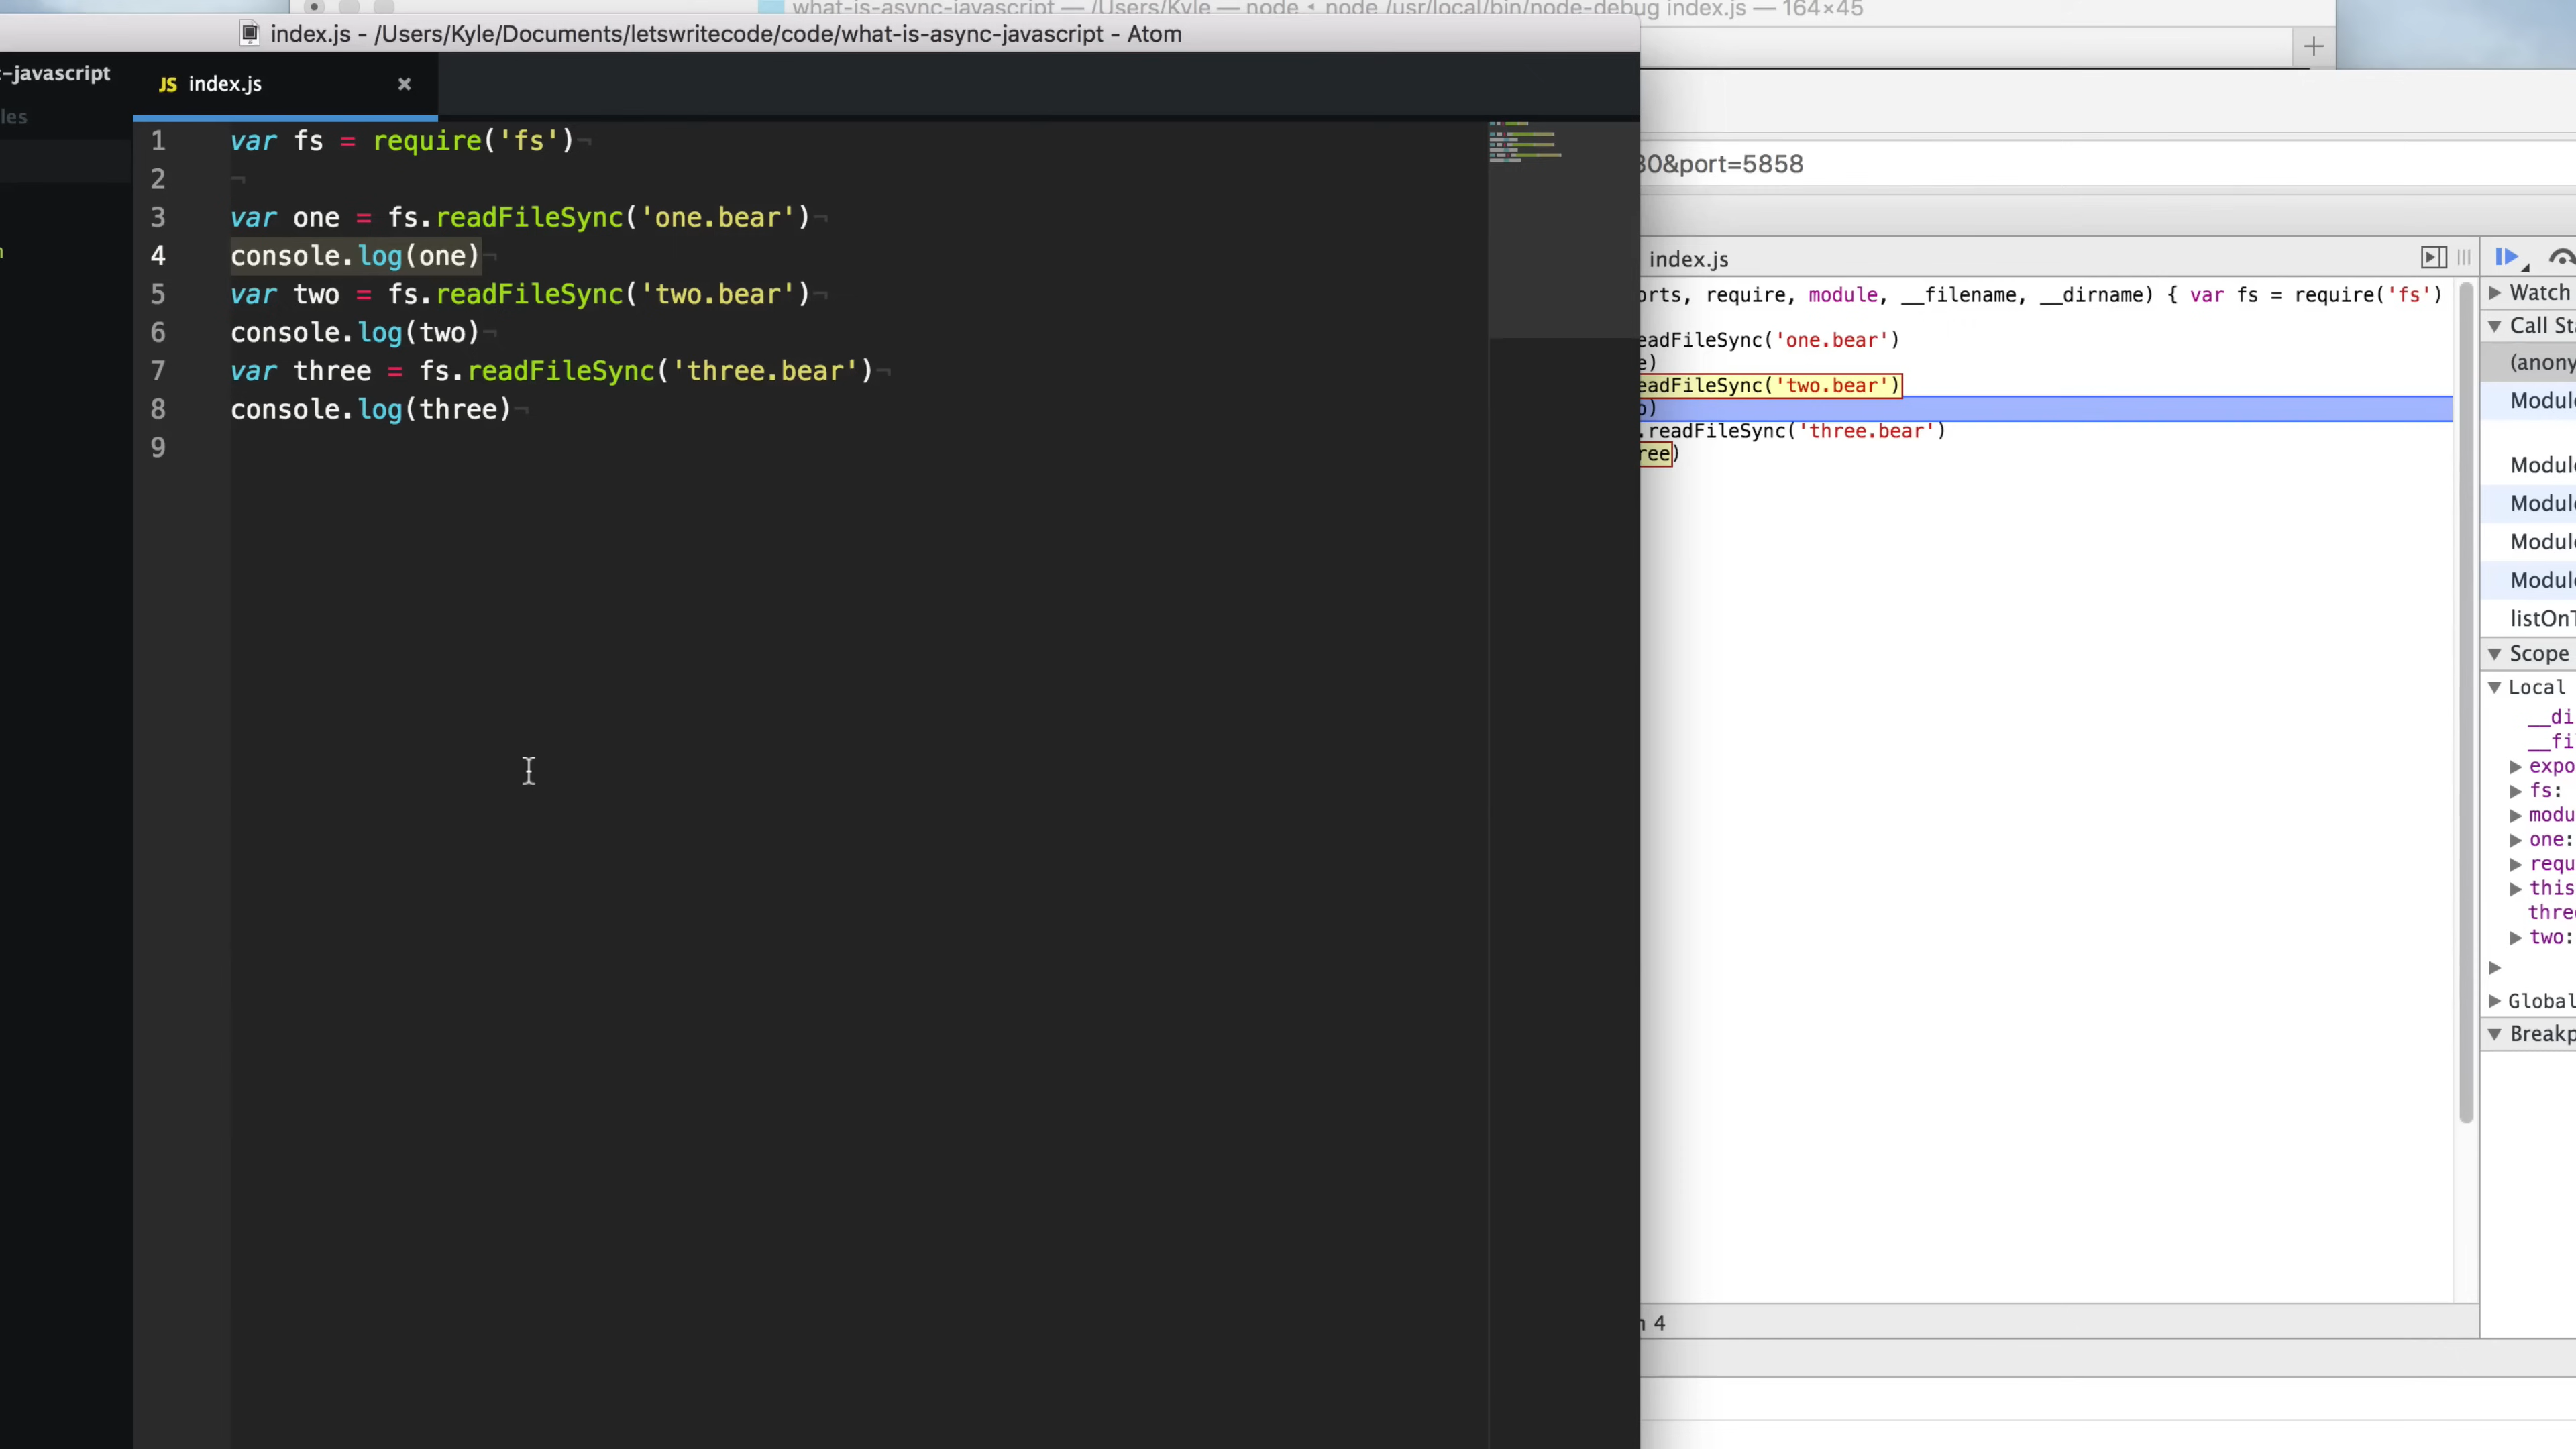 what-is-async-javascript — /Users/Kyle — node ◂ node /usr/local/bin/node-debug index.js — 164×45
index.js - /Users/Kyle/Documents/letswritecode/code/what-is-async-javascript - Atom
-javascript
JS index.js ×
les
1 var fs = require('fs')¬
2 ¬
3 var one = fs.readFileSync('one.bear')¬
4 console.log(one)¬
5 var two = fs.readFileSync('two.bear')¬
6 console.log(two)¬
7 var three = fs.readFileSync('three.bear')¬
8 console.log(three)¬
9
&port=5858
index.js
orts, require, module, __filename, __dirname) { var fs = require('fs')
eadFileSync('one.bear')
e)
eadFileSync('two.bear')
o)
.readFileSync('three.bear')
ree)
4
Watch
Call St
(anony
Modul
Modul
Modul
Modul
Modul
listOn
Scope
Local
__di
__fi
expo
fs:
modu
one:
requ
this
thre
two:
Global
Breakp